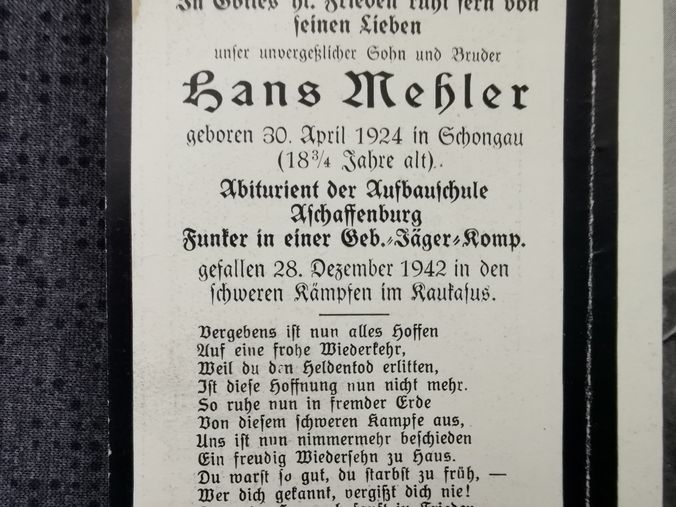 In Gottes hl. Frieden ruht fern von
seinen Lieben
unser unvergeßlicher Sohn und Bruder
Hans Mehler
geboren 30. April 1924 in Schongau
(18¾ Jahre alt).
Abiturient der Aufbauschule
Aschaffenburg
Funker in einer Geb.-Jäger-Komp.
gefallen 28. Dezember 1942 in den
schweren Kämpfen im Kaukasus.
Vergebens ist nun alles Hoffen
Auf eine frohe Wiederkehr,
Weil du den Heldentod erlitten,
Ist diese Hoffnung nun nicht mehr.
So ruhe nun in fremder Erde
Von diesem schweren Kampfe aus,
Uns ist nun nimmermehr beschieden
Ein freudig Wiedersehn zu Haus.
Du warst so gut, du starbst zu früh, —
Wer dich gekannt, vergißt dich nie!